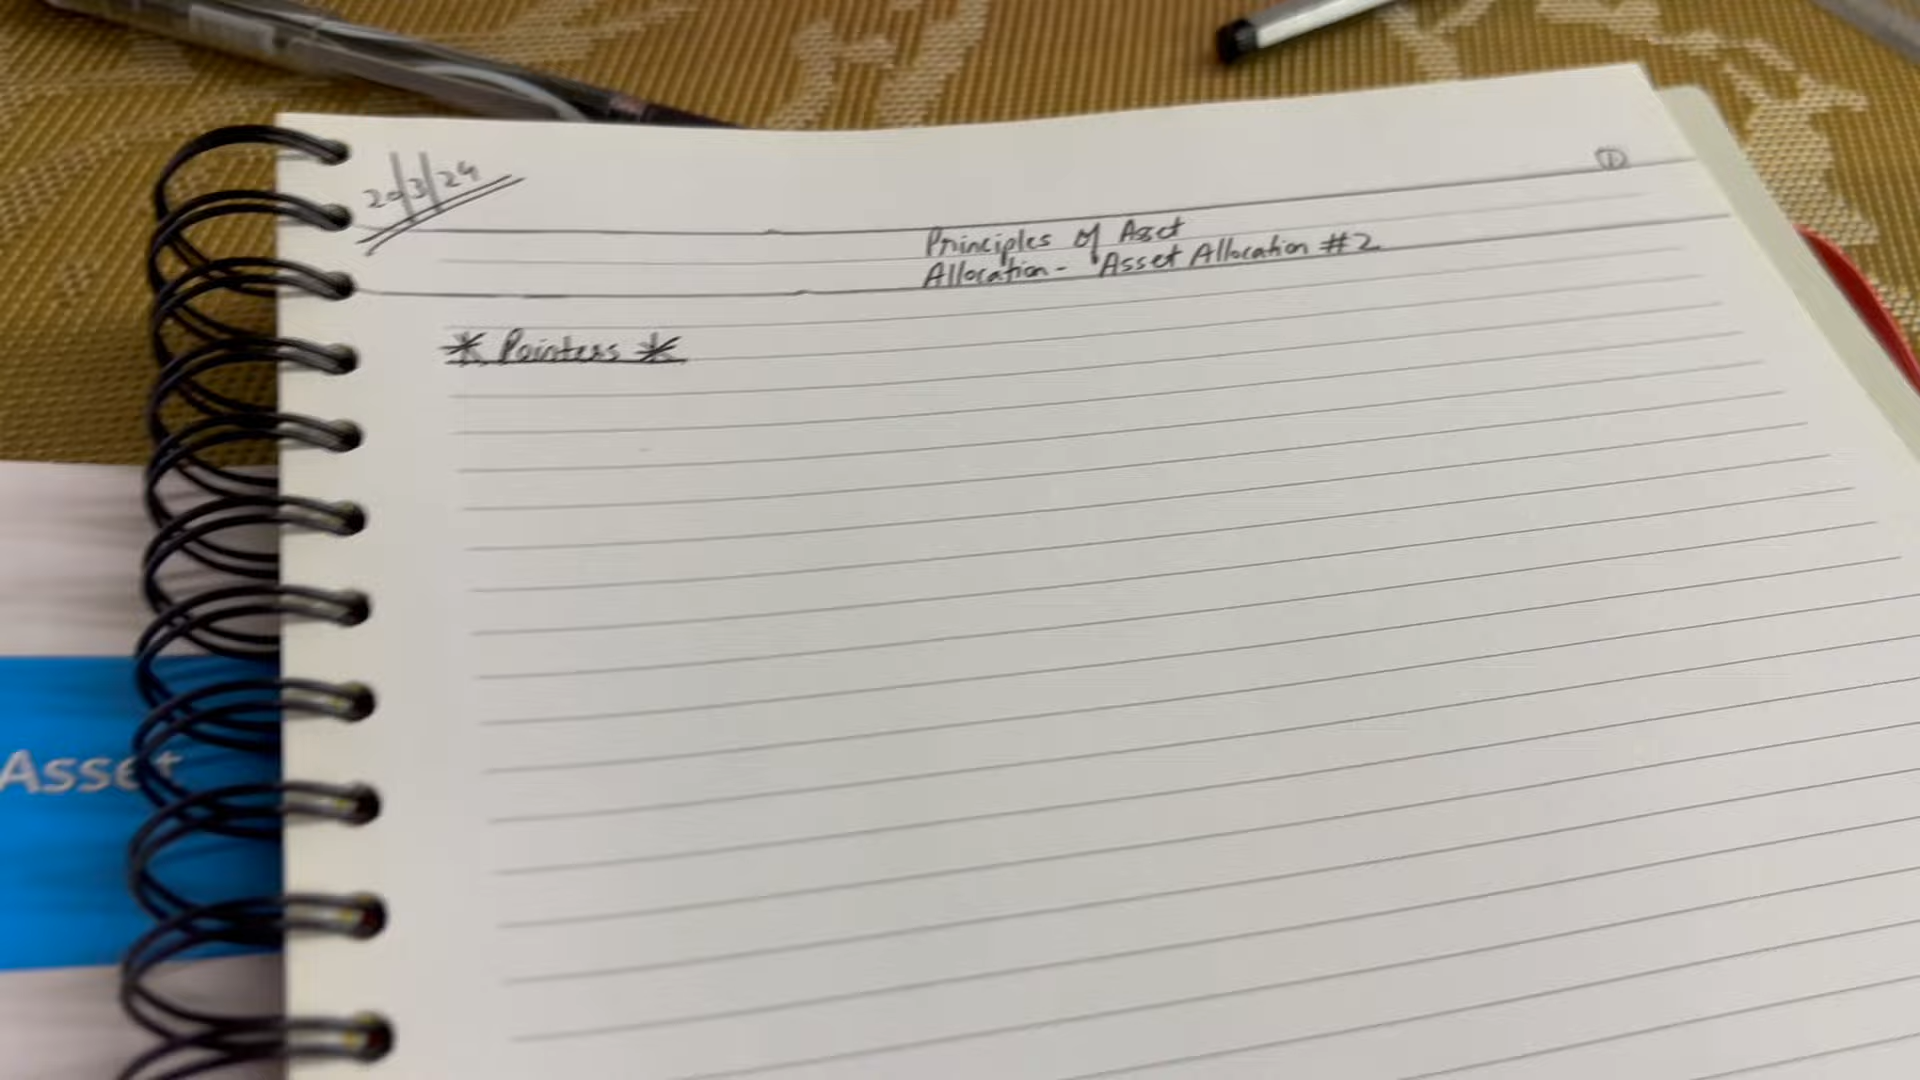 20/3/24
①
Principles of Asset
Allocation - Asset Allocation #2
* Pointers *
Asset